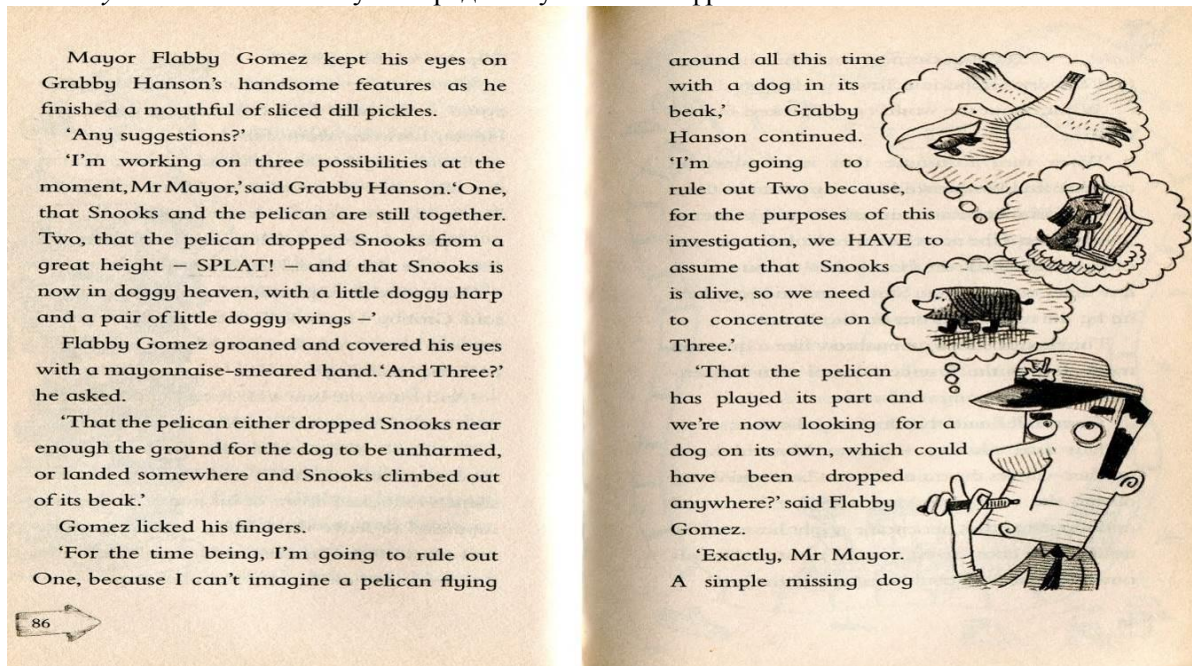 Mayor Flabby Gomez kept his eyes on
Grabby Hanson's handsome features as he
finished a mouthful of sliced dill pickles.
'Any suggestions?'
'I'm working on three possibilities at the
moment, Mr Mayor,' said Grabby Hanson. 'One,
that Snooks and the pelican are still together.
Two, that the pelican dropped Snooks from a
great height – SPLAT! – and that Snooks is
now in doggy heaven, with a little doggy harp
and a pair of little doggy wings –'
Flabby Gomez groaned and covered his eyes
with a mayonnaise-smeared hand. 'And Three?'
he asked.
'That the pelican either dropped Snooks near
enough the ground for the dog to be unharmed,
or landed somewhere and Snooks climbed out
of its beak.'
Gomez licked his fingers.
'For the time being, I'm going to rule out
One, because I can't imagine a pelican flying
86
around all this time
with a dog in its
beak,' Grabby
Hanson continued.
'I'm going to
rule out Two because,
for the purposes of this
investigation, we HAVE to
assume that Snooks
is alive, so we need
to concentrate on
Three.'
'That the pelican
has played its part and
we're now looking for a
dog on its own, which could
have been dropped
anywhere?' said Flabby
Gomez.
'Exactly, Mr Mayor.
A simple missing dog